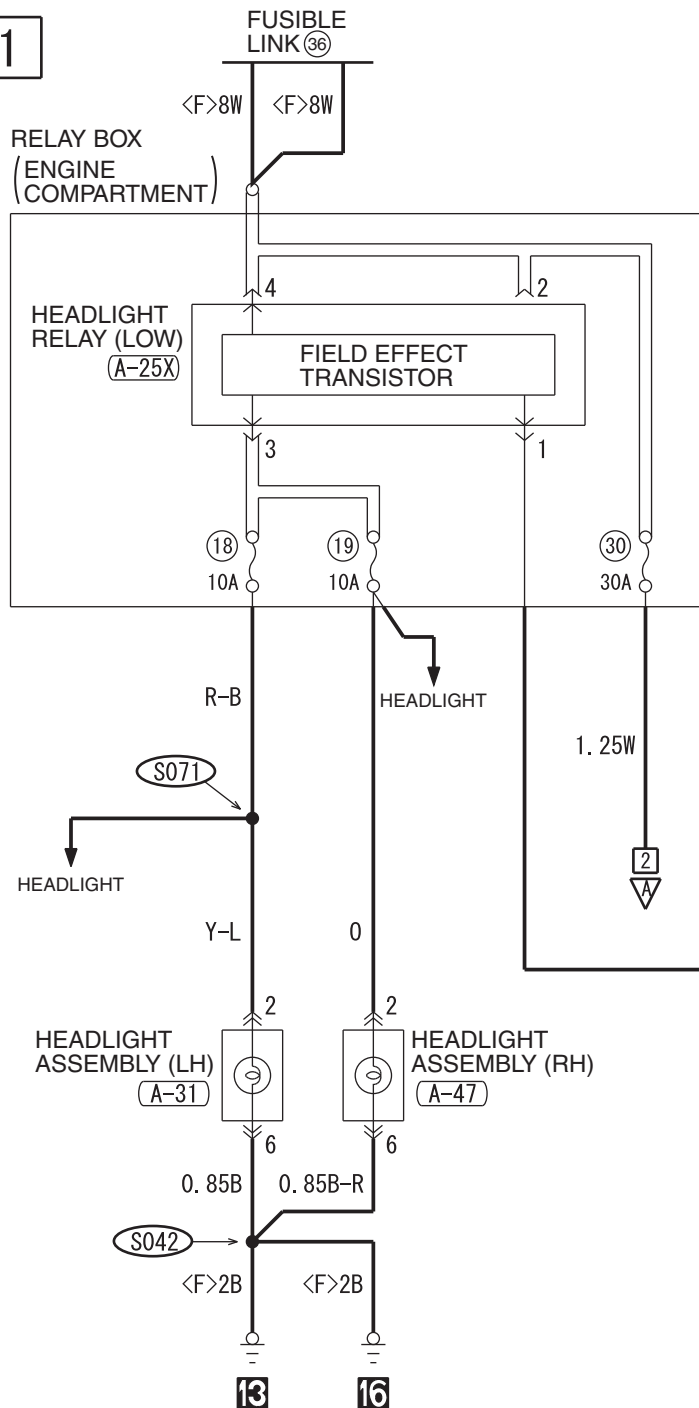 1
FUSIBLE
LINK 36
<F>8W <F>8W
RELAY BOX
(ENGINE
COMPARTMENT)
4 2
HEADLIGHT
RELAY (LOW)
A-25X
FIELD EFFECT
TRANSISTOR
3 1
18 19 30
10A 10A 30A
R-B
HEADLIGHT
1.25W
S071
2
A
HEADLIGHT
Y-L O
2 2
HEADLIGHT
ASSEMBLY (LH)
A-31
HEADLIGHT
ASSEMBLY (RH)
A-47
6 6
0.85B 0.85B-R
S042
<F>2B <F>2B
13 16